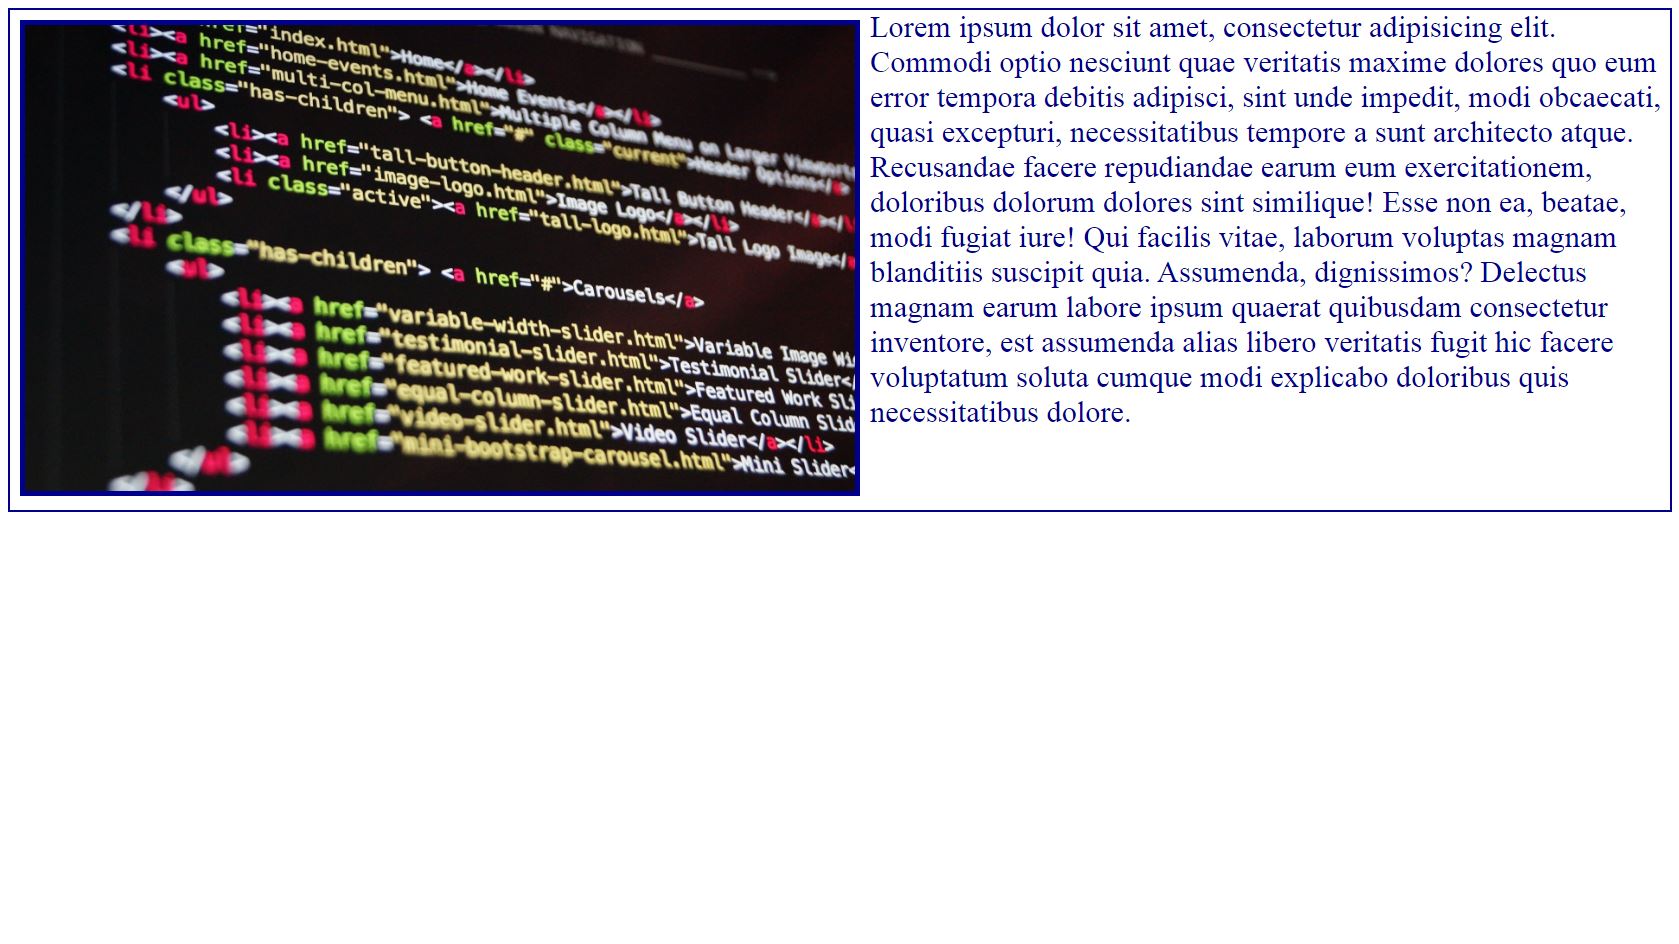 <li><a href="index.html">Home</a></li>
<li><a href="home-events.html">Home Events</a></li>
<li><a href="multi-col-menu.html">Multiple Column Menu on Larger Viewport
<li class="has-children"> <a href="#" class="current">Header Options</a>
<ul>
<li><a href="tall-button-header.html">Tall Button Header</a></l
<li><a href="image-logo.html">Image Logo</a></li>
<li class="active"><a href="tall-logo.html">Tall Logo Image</a
</ul>
</li>
<li class="has-children"> <a href="#">Carousels</a>
<ul>
<li><a href="variable-width-slider.html">Variable Image Wi
<li><a href="testimonial-slider.html">Testimonial Slider</
<li><a href="featured-work-slider.html">Featured Work Sli
<li><a href="equal-column-slider.html">Equal Column Slid
<li><a href="video-slider.html">Video Slider</a></li>
<li><a href="mini-bootstrap-carousel.html">Mini Slider<
</ul>
</li>
Lorem ipsum dolor sit amet, consectetur adipisicing elit.
Commodi optio nesciunt quae veritatis maxime dolores quo eum
error tempora debitis adipisci, sint unde impedit, modi obcaecati,
quasi excepturi, necessitatibus tempore a sunt architecto atque.
Recusandae facere repudiandae earum eum exercitationem,
doloribus dolorum dolores sint similique! Esse non ea, beatae,
modi fugiat iure! Qui facilis vitae, laborum voluptas magnam
blanditiis suscipit quia. Assumenda, dignissimos? Delectus
magnam earum labore ipsum quaerat quibusdam consectetur
inventore, est assumenda alias libero veritatis fugit hic facere
voluptatum soluta cumque modi explicabo doloribus quis
necessitatibus dolore.